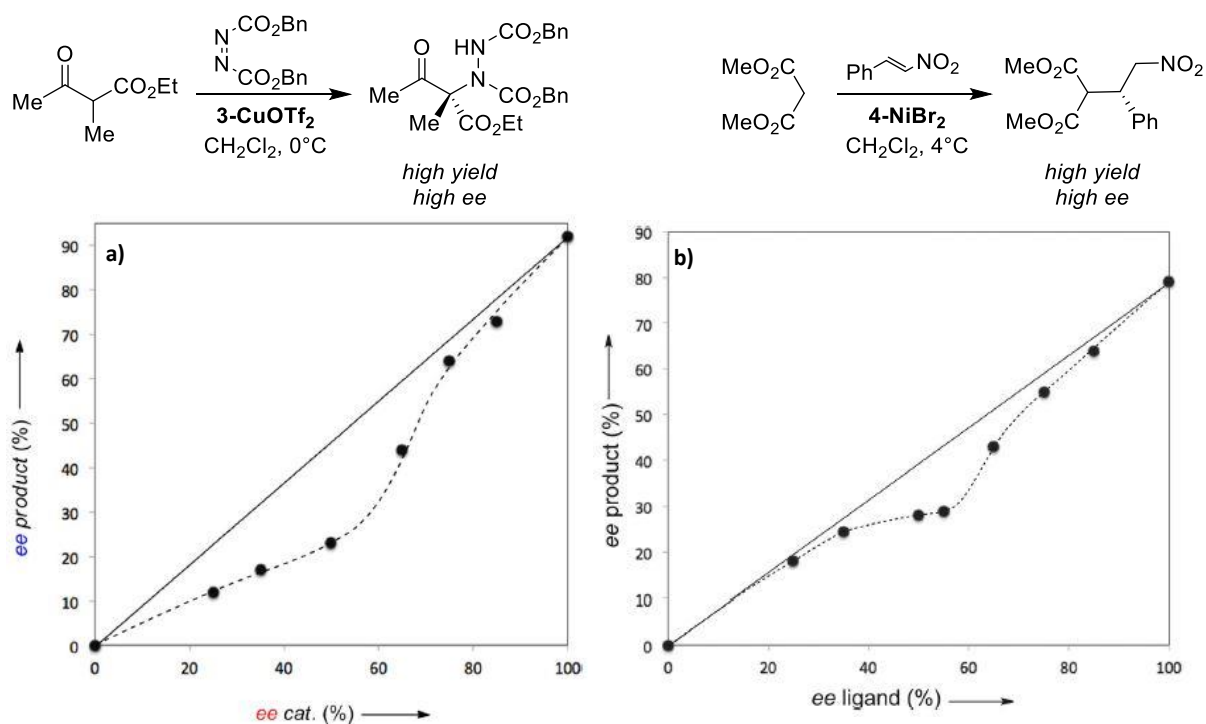 O
Me
CO₂Et
Me
N
CO₂Bn
N
CO₂Bn
3-CuOTf₂
CH₂Cl₂, 0°C
CO₂Bn
HN
O
N
Me
CO₂Bn
Me
CO₂Et
high yield
high ee
MeO₂C
MeO₂C
Ph
NO₂
4-NiBr₂
CH₂Cl₂, 4°C
MeO₂C
NO₂
MeO₂C
Ph
high yield
high ee
a)
90
80
70
60
50
40
30
20
10
0
0 20 40 60 80 100
ee product (%)
ee cat. (%)
b)
90
80
70
60
50
40
30
20
10
0
0 20 40 60 80 100
ee product (%)
ee ligand (%)